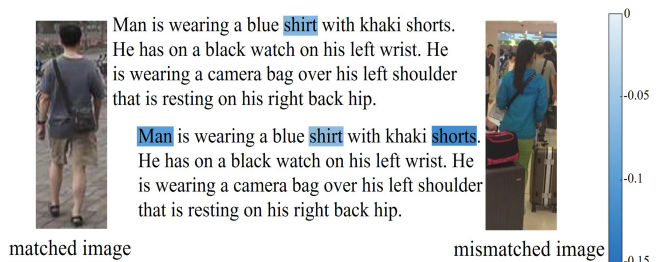 Man is wearing a blue shirt with khaki shorts.
He has on a black watch on his left wrist. He
is wearing a camera bag over his left shoulder
that is resting on his right back hip.
Man is wearing a blue shirt with khaki shorts.
He has on a black watch on his left wrist. He
is wearing a camera bag over his left shoulder
that is resting on his right back hip.
matched image
mismatched image
0
-0.05
-0.1
-0.15